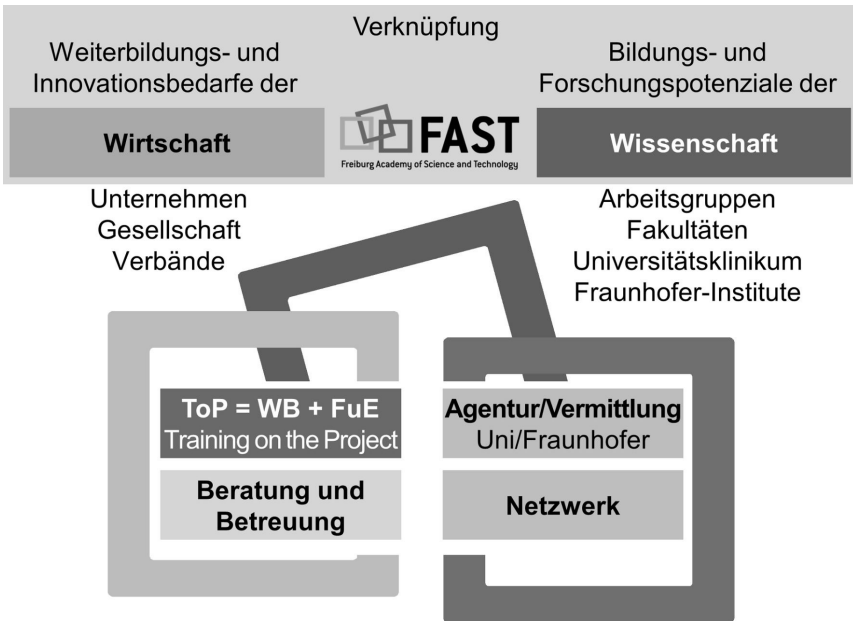 Verknüpfung
Weiterbildungs- und
Innovationsbedarfe der
Wirtschaft
FAST
Freiburg Academy of Science and Technology
Bildungs- und
Forschungspotenziale der
Wissenschaft
Unternehmen
Gesellschaft
Verbände
Arbeitsgruppen
Fakultäten
Universitätsklinikum
Fraunhofer-Institute
ToP = WB + FuE
Training on the Project
Agentur/Vermittlung
Uni/Fraunhofer
Beratung und
Betreuung
Netzwerk